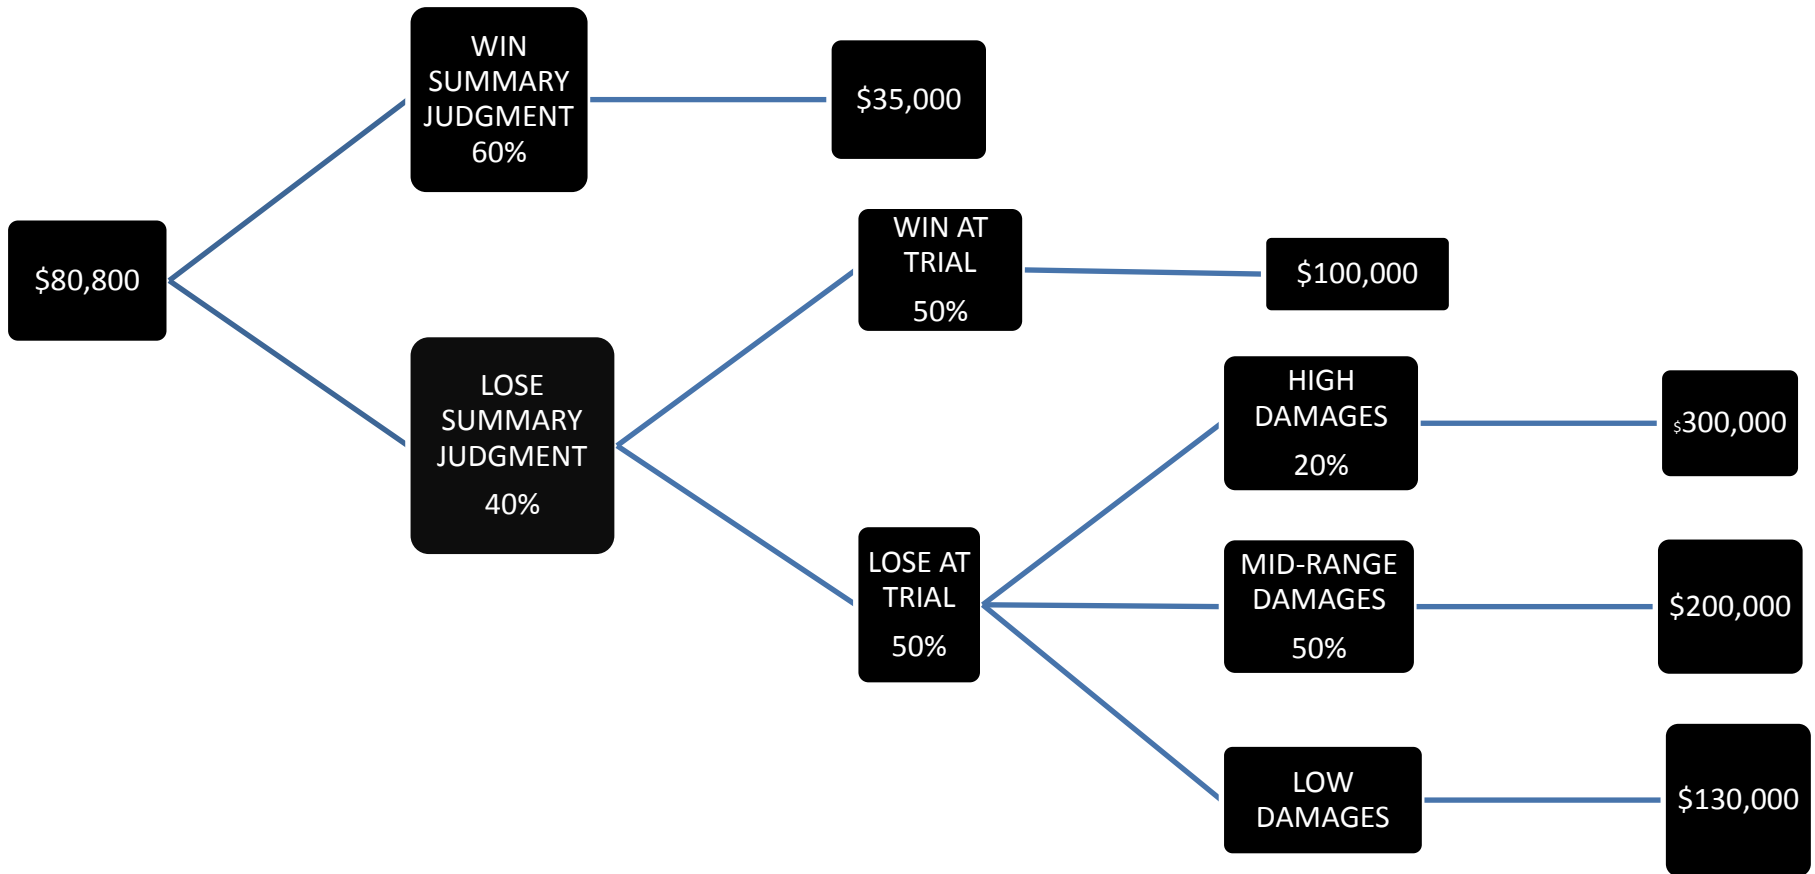 WIN
SUMMARY
JUDGMENT
60%
$35,000
$80,800
LOSE
SUMMARY
JUDGMENT
40%
WIN AT
TRIAL
50%
$100,000
LOSE AT
TRIAL
50%
HIGH
DAMAGES
20%
$300,000
MID-RANGE
DAMAGES
50%
$200,000
LOW
DAMAGES
$130,000